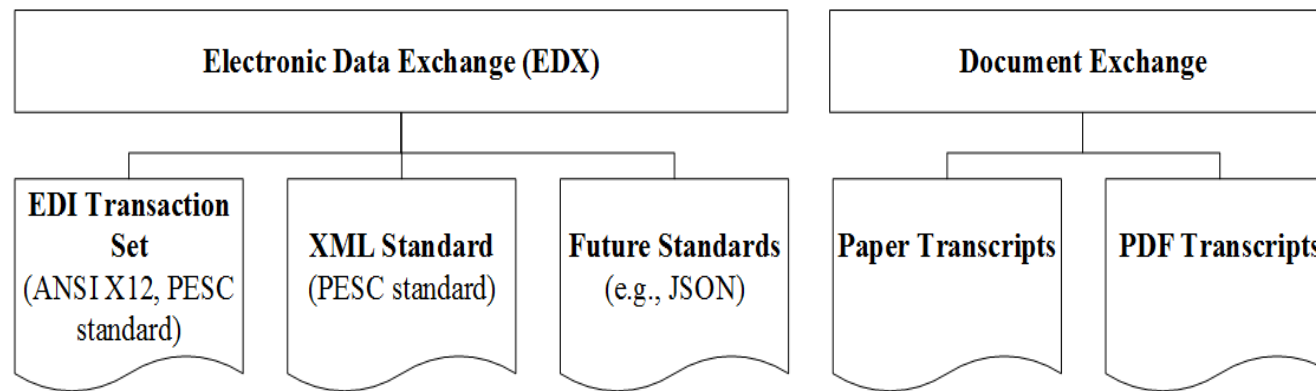 Electronic Data Exchange (EDX)
Document Exchange
EDI Transaction
Set
(ANSI X12, PESC
standard)
XML Standard
(PESC standard)
Future Standards
(e.g., JSON)
Paper Transcripts
PDF Transcripts